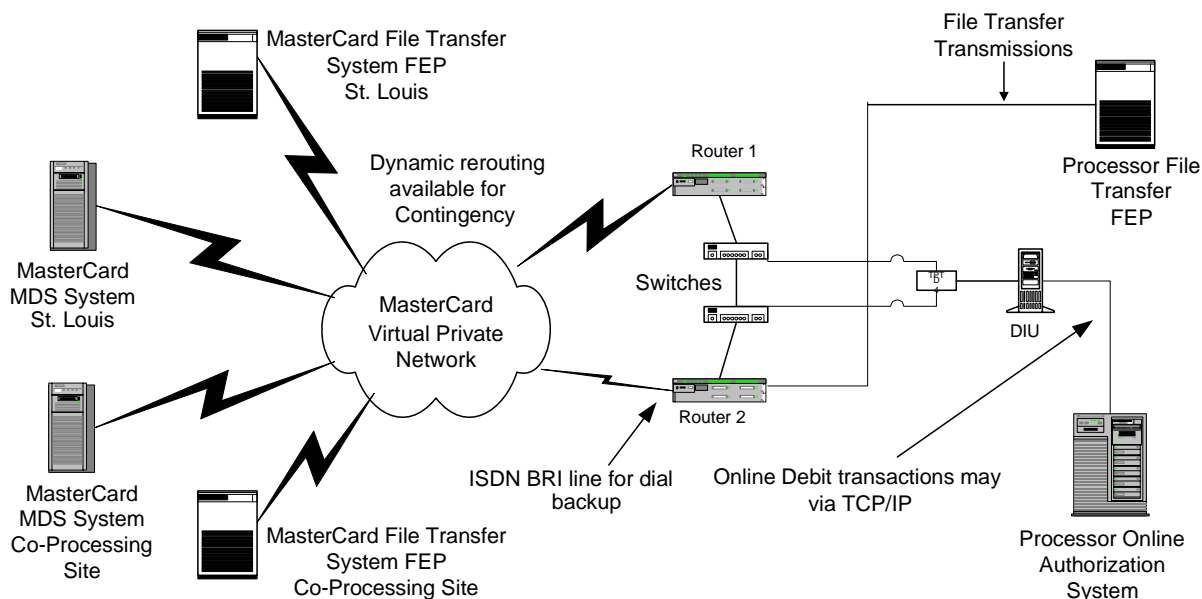 MasterCard File Transfer
System FEP
St. Louis
File Transfer
Transmissions
Dynamic rerouting
available for
Contingency
Router 1
Processor File
Transfer
FEP
MasterCard
MDS System
St. Louis
Switches
DIU
MasterCard
Virtual Private
Network
Router 2
ISDN BRI line for dial
backup
Online Debit transactions may
via TCP/IP
MasterCard
MDS System
Co-Processing
Site
MasterCard File Transfer
System FEP
Co-Processing Site
Processor Online
Authorization
System